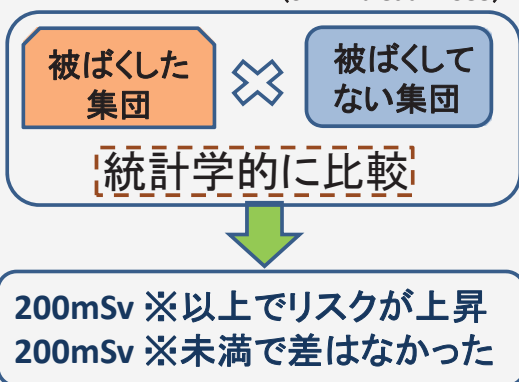 被ばくした
集団
被ばくして
ない集団
統計学的に比較
200mSv ※以上でリスクが上昇
200mSv ※未満で差はなかった